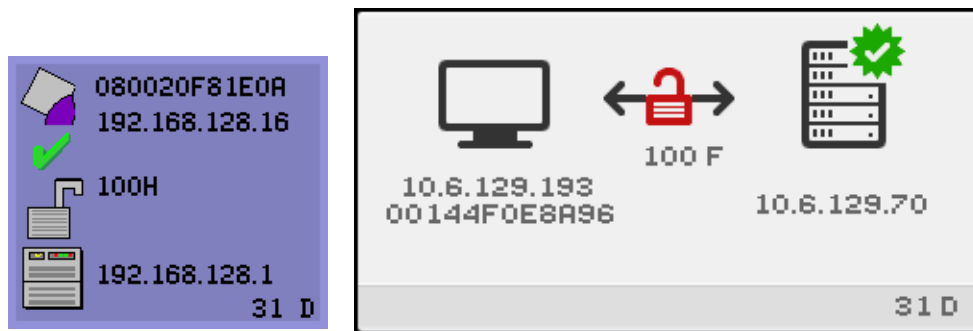 080020F81E0A
192.168.128.16
100H
192.168.128.1
31 D
100 F
10.6.129.193
00144F0E8A96
10.6.129.70
31 D